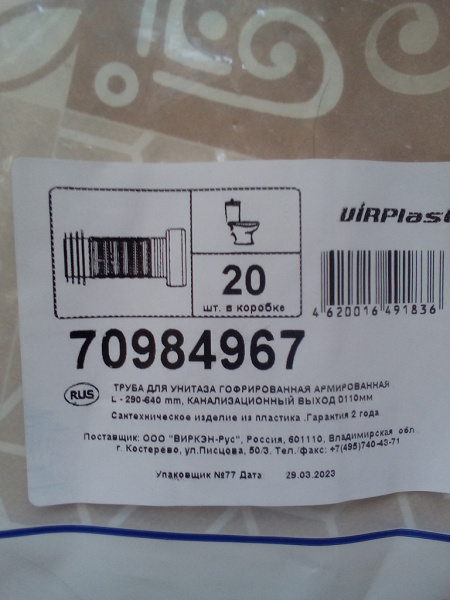 VIRPlast
20
шт. в коробке
4 620016 491836
70984967
RUS
ТРУБА ДЛЯ УНИТАЗА ГОФРИРОВАННАЯ АРМИРОВАННАЯ
L - 290-640 mm, КАНАЛИЗАЦИОННЫЙ ВЫХОД D110мм
Сантехническое изделие из пластика .Гарантия 2 года
Поставщик: ООО "ВИРКЭН-Рус", Россия, 601110, Владимирская обл.
г. Костерево, ул.Писцова, 50/3. Тел./факс: +7(495)740-43-71
Упаковщик №77 Дата 29.03.2023